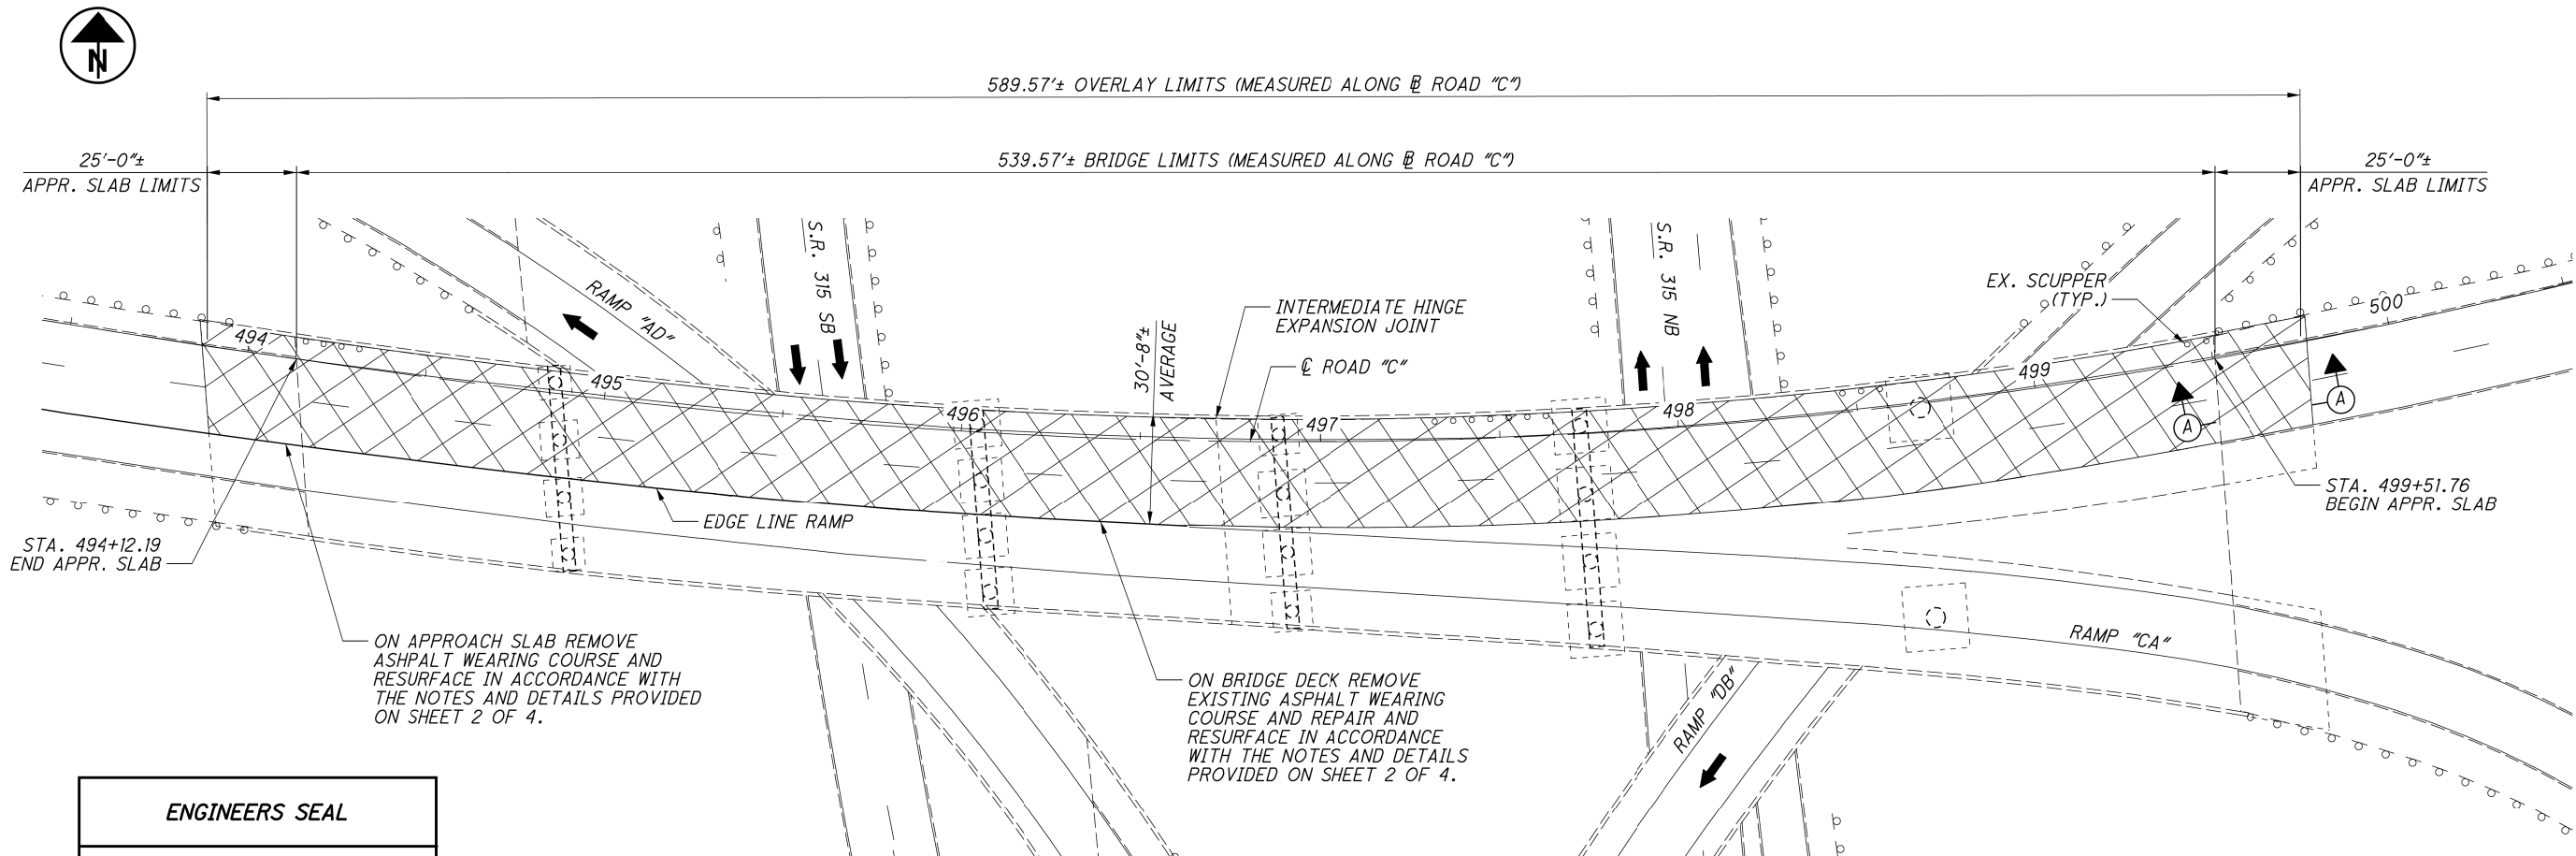 N
589.57'± OVERLAY LIMITS (MEASURED ALONG ℄ ROAD "C")
25'-0"±
APPR. SLAB LIMITS
539.57'± BRIDGE LIMITS (MEASURED ALONG ℄ ROAD "C")
25'-0"±
APPR. SLAB LIMITS
S.R. 315 SB
S.R. 315 NB
RAMP "AD"
EX. SCUPPER
(TYP.)
INTERMEDIATE HINGE
EXPANSION JOINT
℄ ROAD "C"
30'-8"±
AVERAGE
494
495
496
497
498
499
500
A
A
STA. 499+51.76
BEGIN APPR. SLAB
EDGE LINE RAMP
STA. 494+12.19
END APPR. SLAB
RAMP "CA"
ON APPROACH SLAB REMOVE
ASHPALT WEARING COURSE AND
RESURFACE IN ACCORDANCE WITH
THE NOTES AND DETAILS PROVIDED
ON SHEET 2 OF 4.
ON BRIDGE DECK REMOVE
EXISTING ASPHALT WEARING
COURSE AND REPAIR AND
RESURFACE IN ACCORDANCE
WITH THE NOTES AND DETAILS
PROVIDED ON SHEET 2 OF 4.
RAMP "DB"
ENGINEERS SEAL